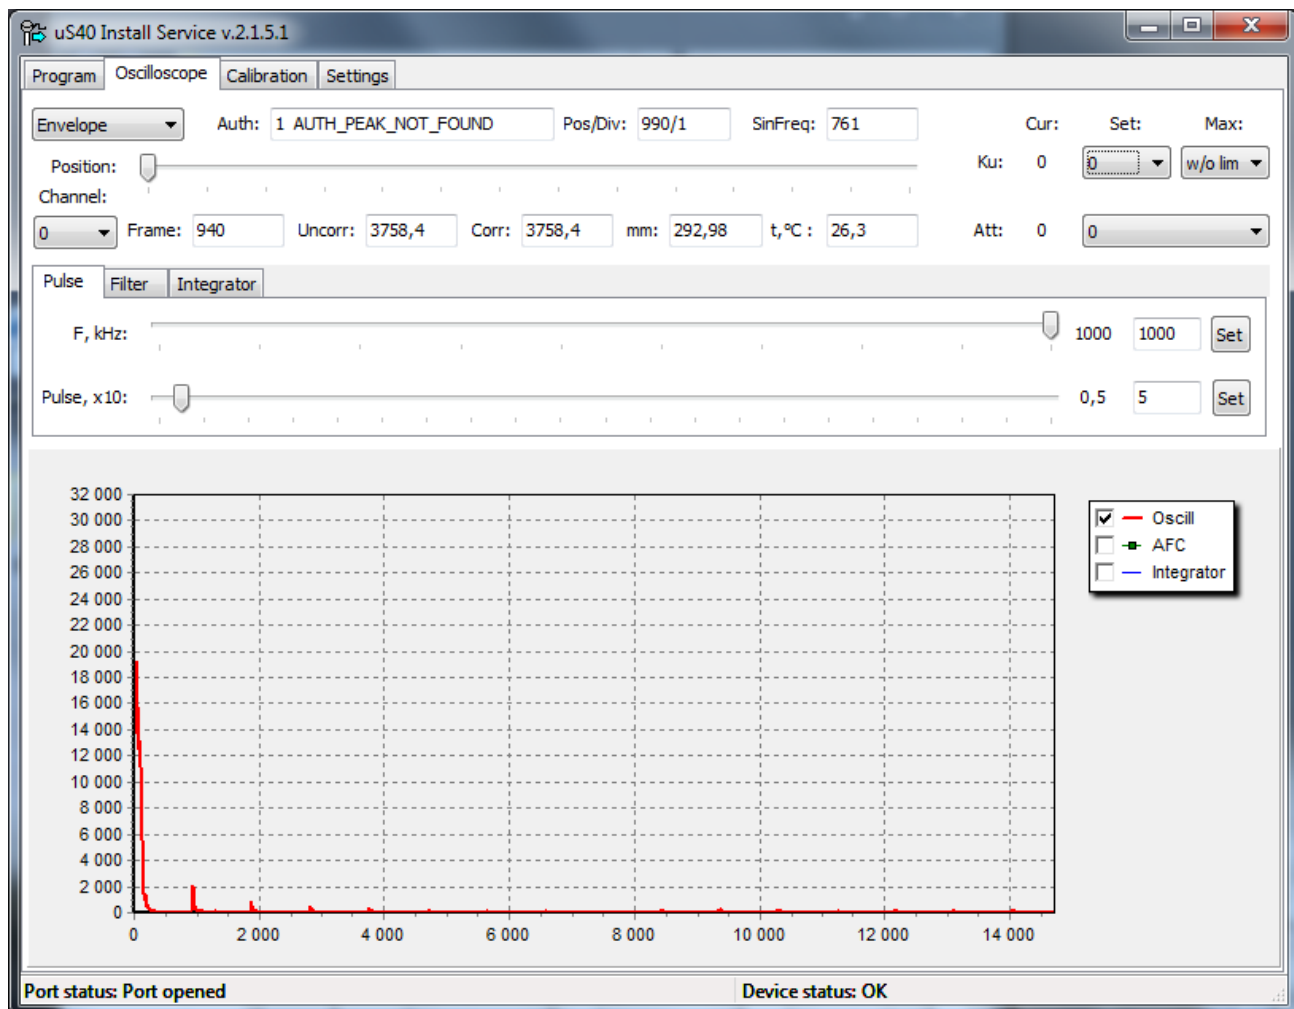 uS40 Install Service v.2.1.5.1
Program Oscilloscope Calibration Settings
Envelope Auth: 1 AUTH_PEAK_NOT_FOUND Pos/Div: 990/1 SinFreq: 761 Cur: Set: Max:
Position: Ku: 0 0 w/o lim
Channel:
0 Frame: 940 Uncorr: 3758,4 Corr: 3758,4 mm: 292,98 t,ºC : 26,3 Att: 0 0
Pulse Filter Integrator
F, kHz: 1000 1000 Set
Pulse, x10: 0,5 5 Set
32 000
30 000
28 000
26 000
24 000
22 000
20 000
18 000
16 000
14 000
12 000
10 000
8 000
6 000
4 000
2 000
0
0 2 000 4 000 6 000 8 000 10 000 12 000 14 000
Oscill
AFC
Integrator
Port status: Port opened Device status: OK